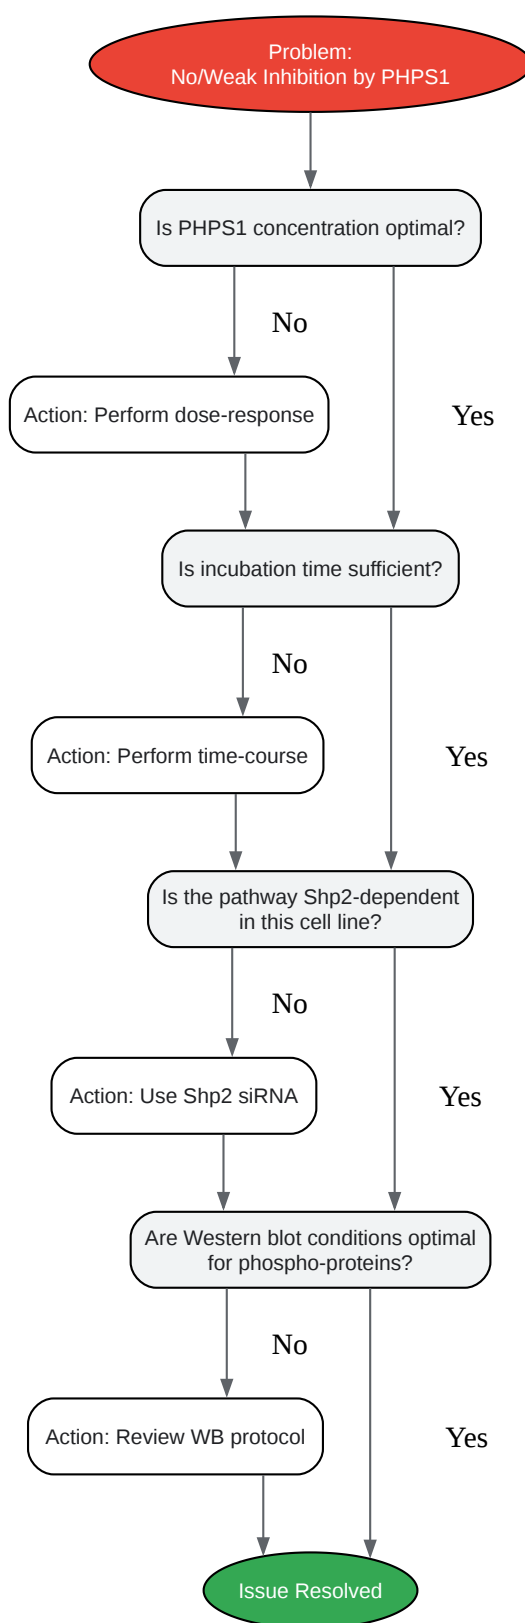 Problem:
No/Weak Inhibition by PHPS1
Is PHPS1 concentration optimal?
No
Action: Perform dose-response
Yes
Is incubation time sufficient?
No
Action: Perform time-course
Yes
Is the pathway Shp2-dependent
in this cell line?
No
Action: Use Shp2 siRNA
Yes
Are Western blot conditions optimal
for phospho-proteins?
No
Action: Review WB protocol
Yes
Issue Resolved